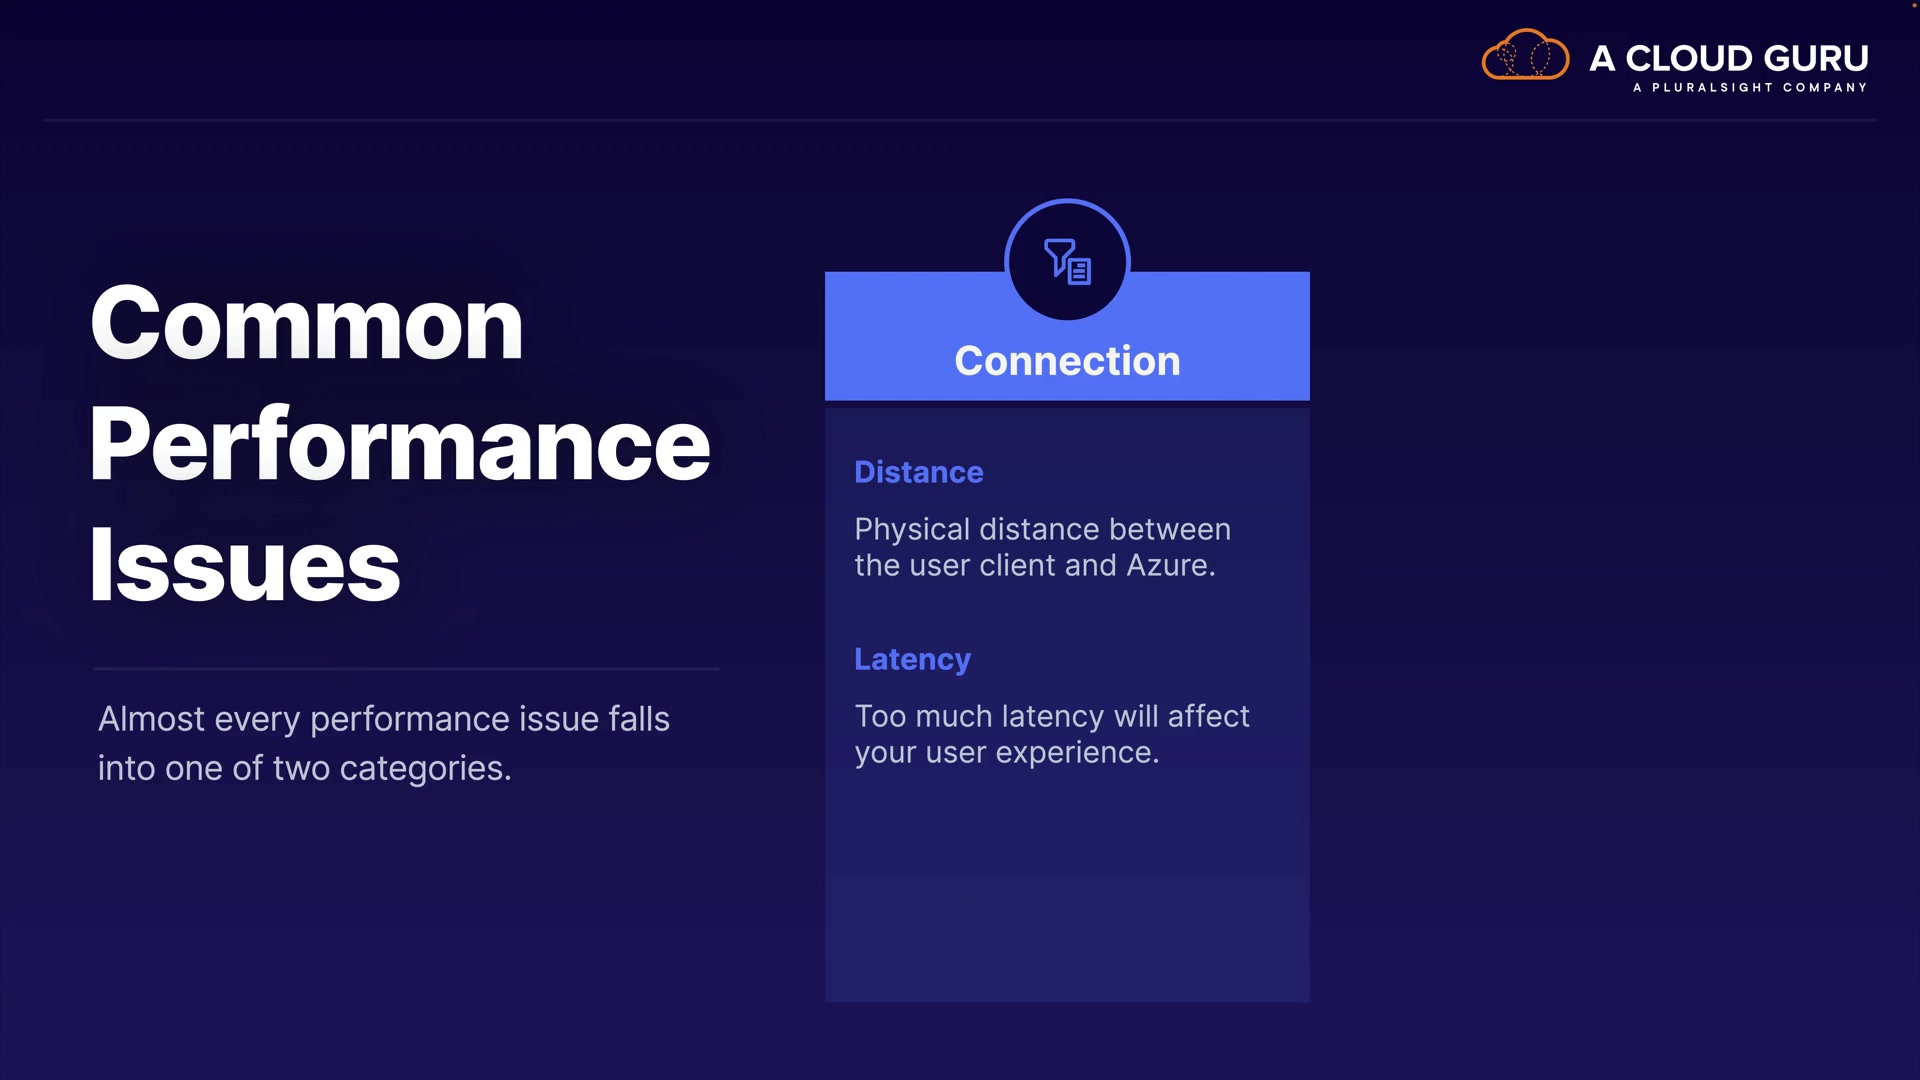 A CLOUD GURU
A PLURALSIGHT COMPANY
Common
Performance
Issues
Almost every performance issue falls
into one of two categories.
Connection
Distance
Physical distance between
the user client and Azure.
Latency
Too much latency will affect
your user experience.